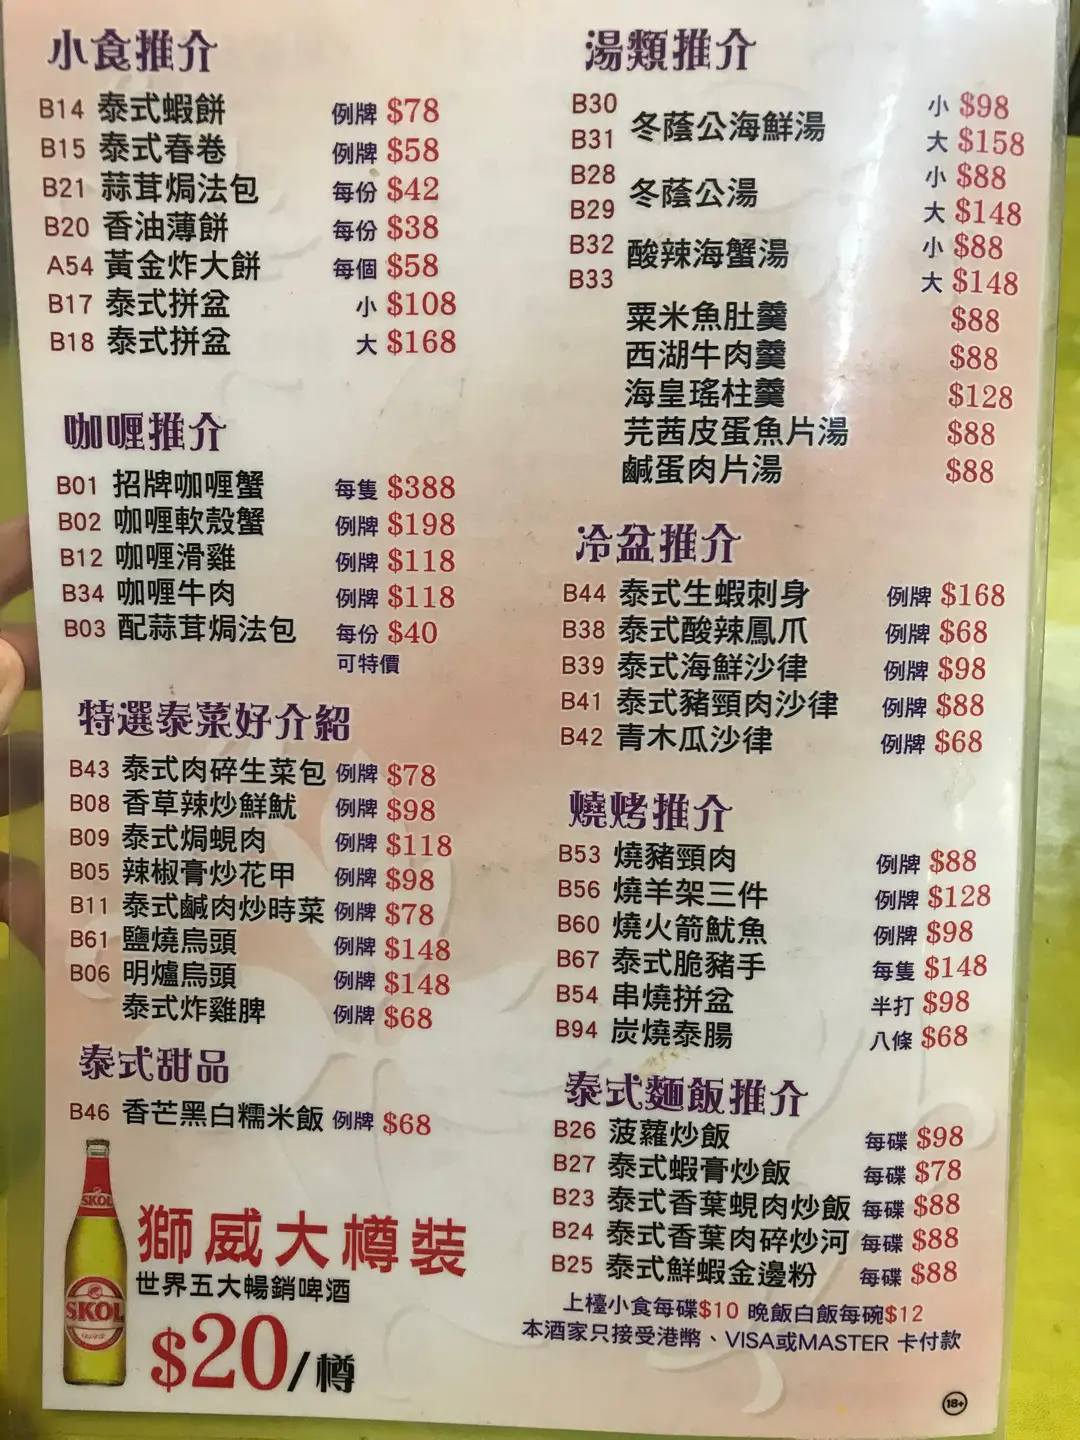 小食推介
B14 泰式蝦餅 例牌 $78
B15 泰式春卷 例牌 $58
B21 蒜茸焗法包 每份 $42
B20 香油薄餅 每份 $38
A54 黃金炸大餅 每個 $58
B17 泰式拼盆 小 $108
B18 泰式拼盆 大 $168
咖喱推介
B01 招牌咖喱蟹 每隻 $388
B02 咖喱軟殼蟹 例牌 $198
B12 咖喱滑雞 例牌 $118
B34 咖喱牛肉 例牌 $118
B03 配蒜茸焗法包 每份 $40
可特價
特選泰菜好介紹
B43 泰式肉碎生菜包 例牌 $78
B08 香草辣炒鮮魷 例牌 $98
B09 泰式焗蜆肉 例牌 $118
B05 辣椒膏炒花甲 例牌 $98
B11 泰式鹹肉炒時菜 例牌 $78
B61 鹽燒烏頭 例牌 $148
B06 明爐烏頭 例牌 $148
泰式炸雞脾 例牌 $68
泰式甜品
B46 香芒黑白糯米飯 例牌 $68
SKOL
SKOL
獅威大樽裝
世界五大暢銷啤酒
$20/樽
湯類推介
B30 冬蔭公海鮮湯 小 $98
B31 大 $158
B28 冬蔭公湯 小 $88
B29 大 $148
B32 酸辣海蟹湯 小 $88
B33 大 $148
粟米魚肚羹 $88
西湖牛肉羹 $88
海皇瑤柱羹 $128
芫茜皮蛋魚片湯 $88
鹹蛋肉片湯 $88
冷盆推介
B44 泰式生蝦刺身 例牌 $168
B38 泰式酸辣鳳爪 例牌 $68
B39 泰式海鮮沙律 例牌 $98
B41 泰式豬頸肉沙律 例牌 $88
B42 青木瓜沙律 例牌 $68
燒烤推介
B53 燒豬頸肉 例牌 $88
B56 燒羊架三件 例牌 $128
B60 燒火箭魷魚 例牌 $98
B67 泰式脆豬手 每隻 $148
B54 串燒拼盆 半打 $98
B94 炭燒泰腸 八條 $68
泰式麵飯推介
B26 菠蘿炒飯 每碟 $98
B27 泰式蝦膏炒飯 每碟 $78
B23 泰式香葉蜆肉炒飯 每碟 $88
B24 泰式香葉肉碎炒河 每碟 $88
B25 泰式鮮蝦金邊粉 每碟 $88
上檯小食每碟$10 晚飯白飯每碗$12
本酒家只接受港幣、VISA或MASTER 卡付款
18+